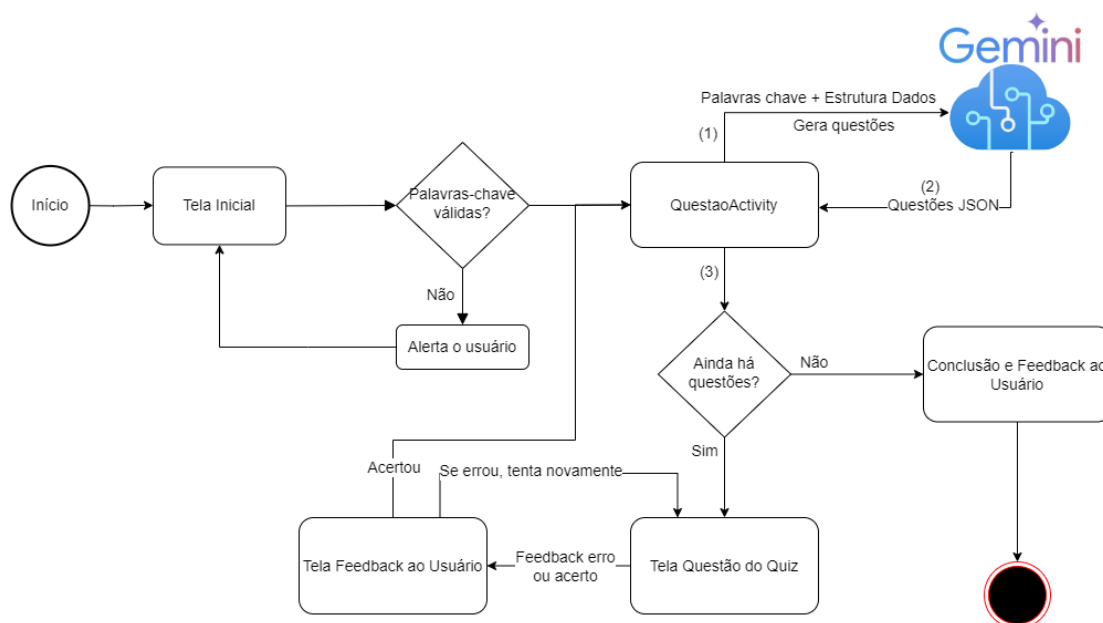 Gemini
Palavras chave + Estrutura Dados
(1)
Gera questões
(2)
Questões JSON
Início
Tela Inicial
Palavras-chave
válidas?
QuestaoActivity
Não
(3)
Alerta o usuário
Ainda há
questões?
Não
Conclusão e Feedback ao
Usuário
Sim
Acertou
Se errou, tenta novamente
Tela Feedback ao Usuário
Feedback erro
ou acerto
Tela Questão do Quiz